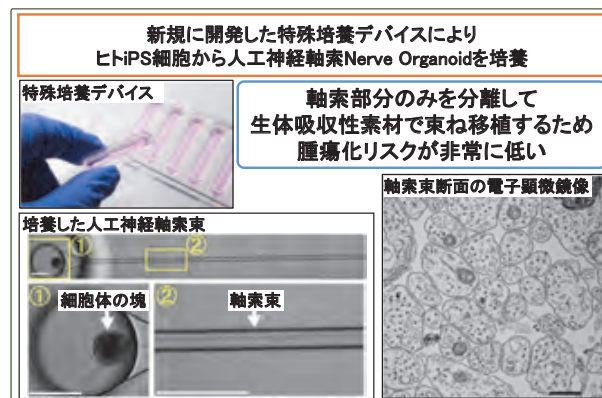 新規に開発した特殊培養デバイスにより
ヒトiPS細胞から人工神経軸索Nerve Organoidを培養
特殊培養デバイス
軸索部分のみを分離して
生体吸収性素材で束ね移植するため
腫瘍化リスクが非常に低い
軸索束断面の電子顕微鏡像
培養した人工神経軸索束
① ②
① 細胞体の塊
② 軸索束